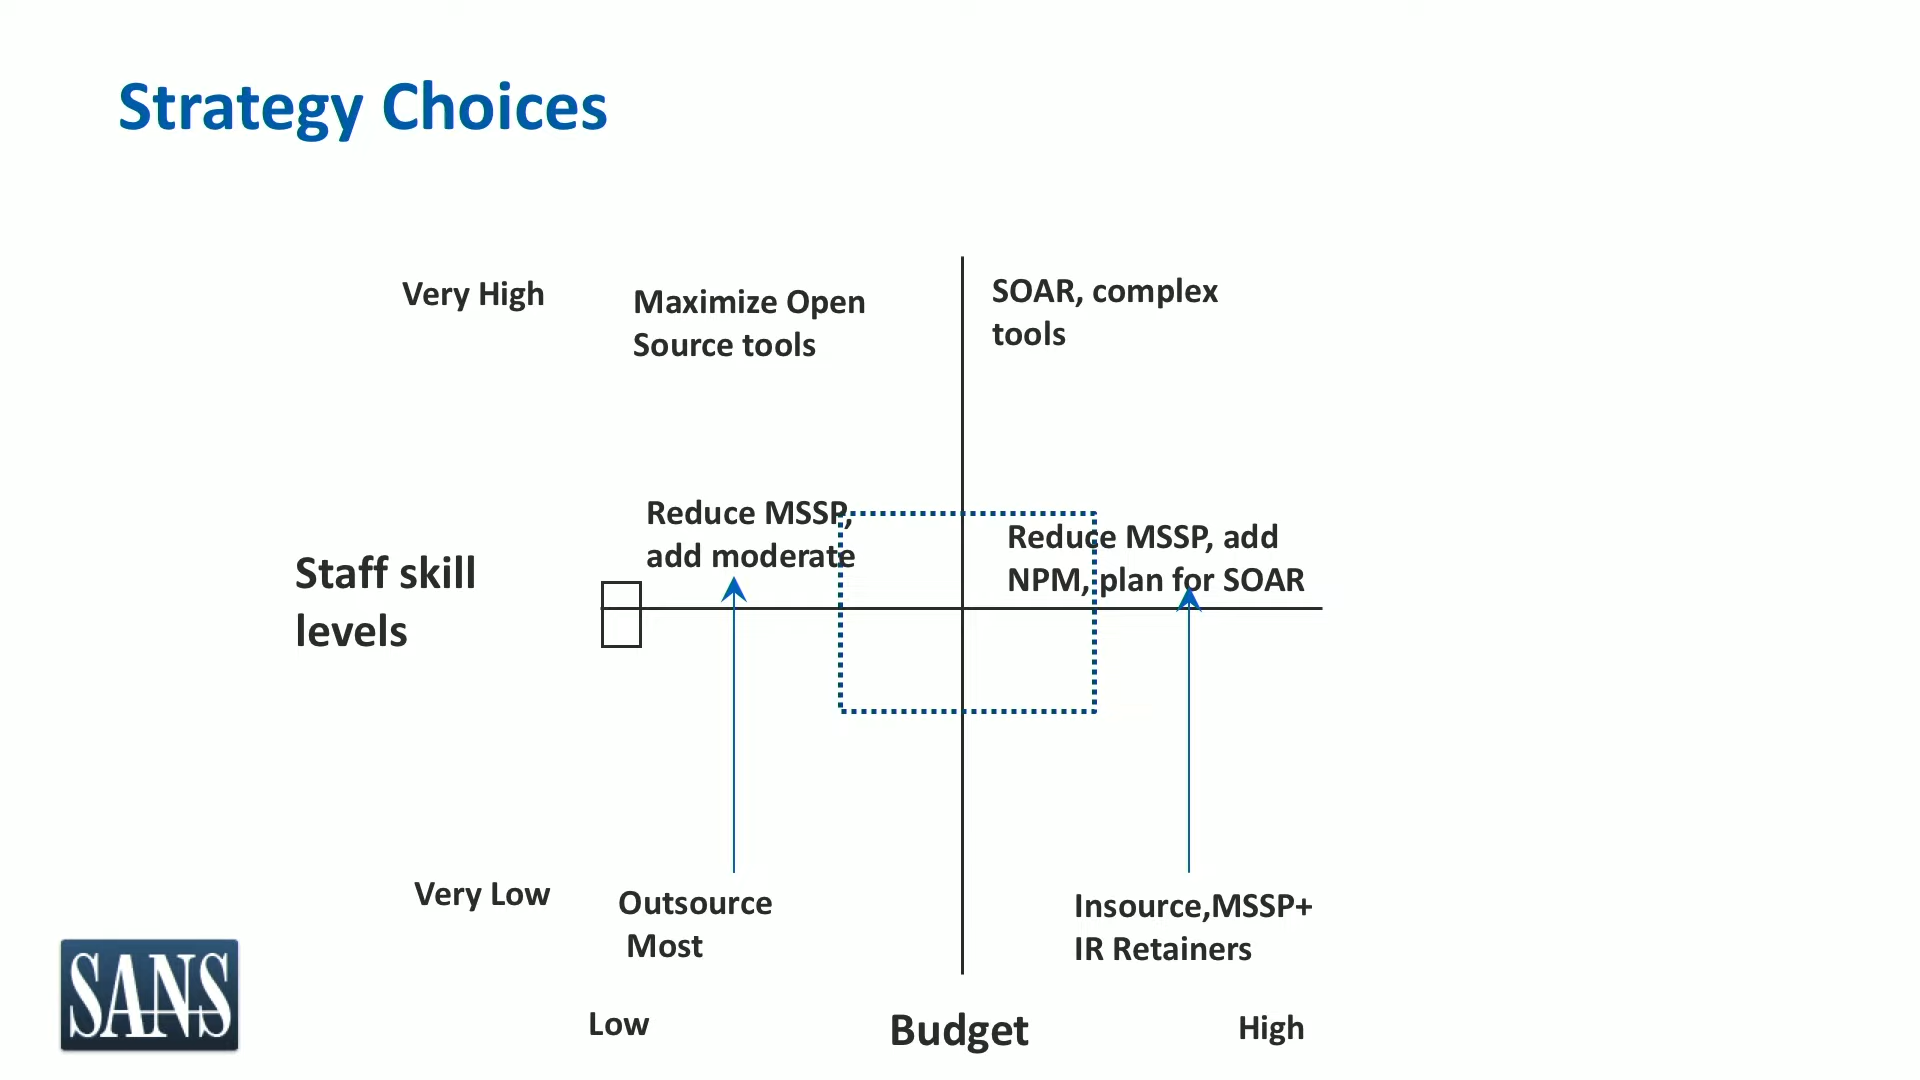 Strategy Choices
Very High
Maximize Open
Source tools
SOAR, complex
tools
Staff skill
levels
Reduce MSSP,
add moderate
Reduce MSSP, add
NPM, plan for SOAR
Very Low
Outsource
Most
Insource,MSSP+
IR Retainers
SANS
Low
Budget
High